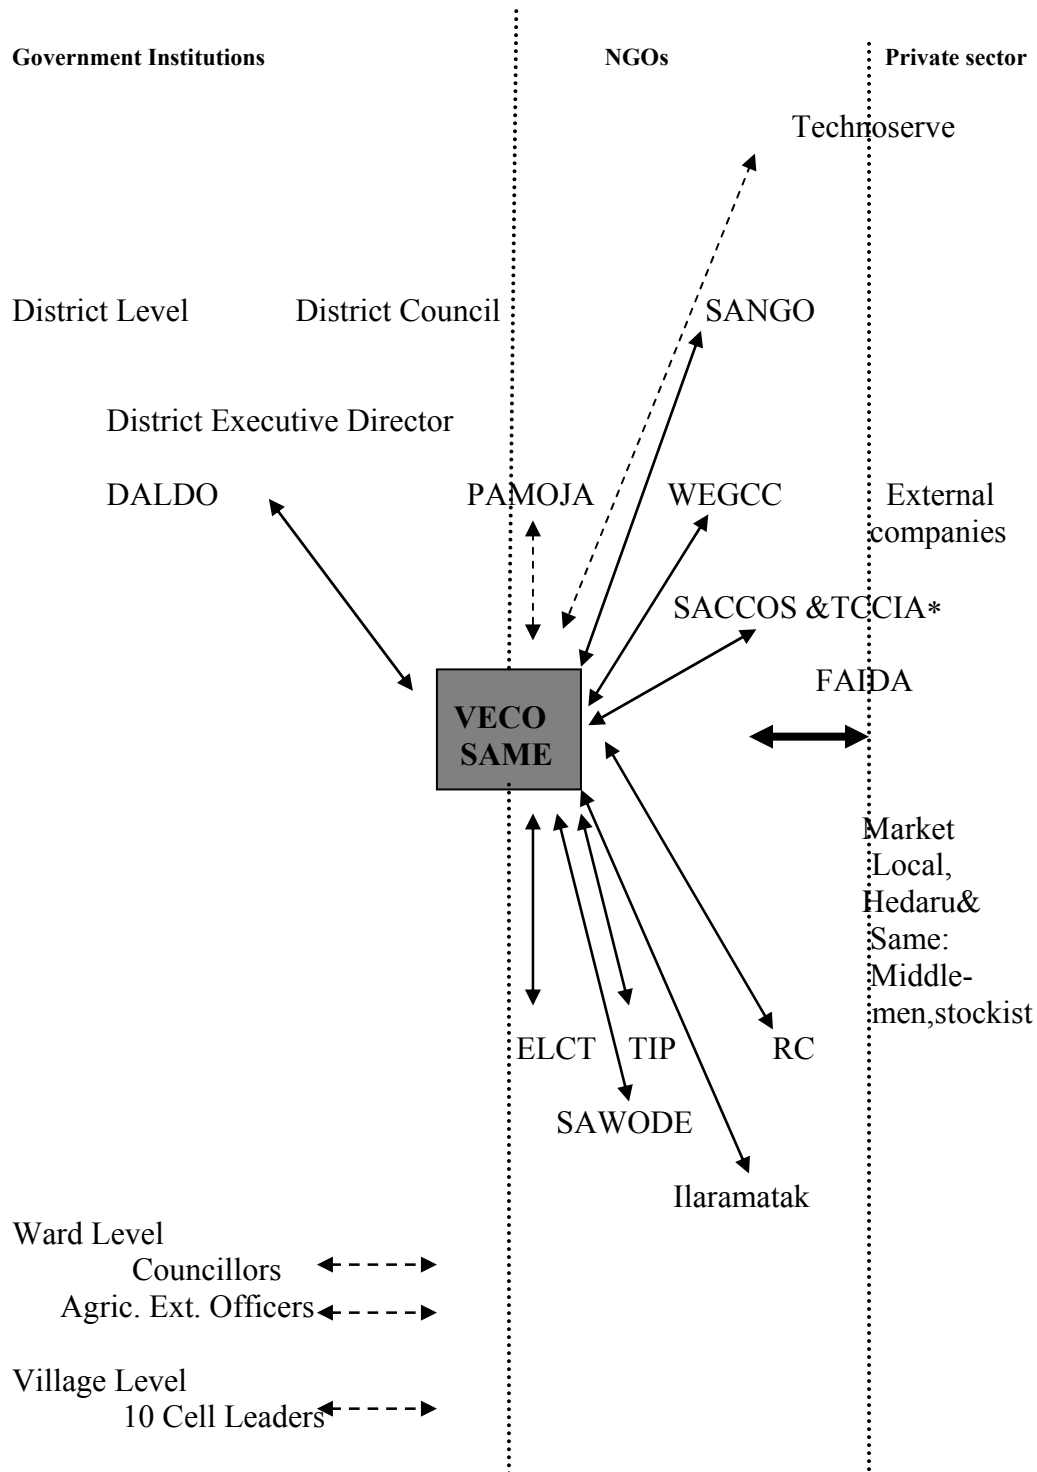 Government Institutions
NGOs
Private sector
Technoserve
District Level
District Council
SANGO
District Executive Director
DALDO
PAMOJA
WEGCC
External
companies
SACCOS &TCCIA*
FAIDA
VECO
SAME
Market
Local,
Hedaru&
Same:
Middle-
men,stockist
ELCT
TIP
RC
SAWODE
Ilaramatak
Ward Level
Councillors
Agric. Ext. Officers
Village Level
10 Cell Leaders